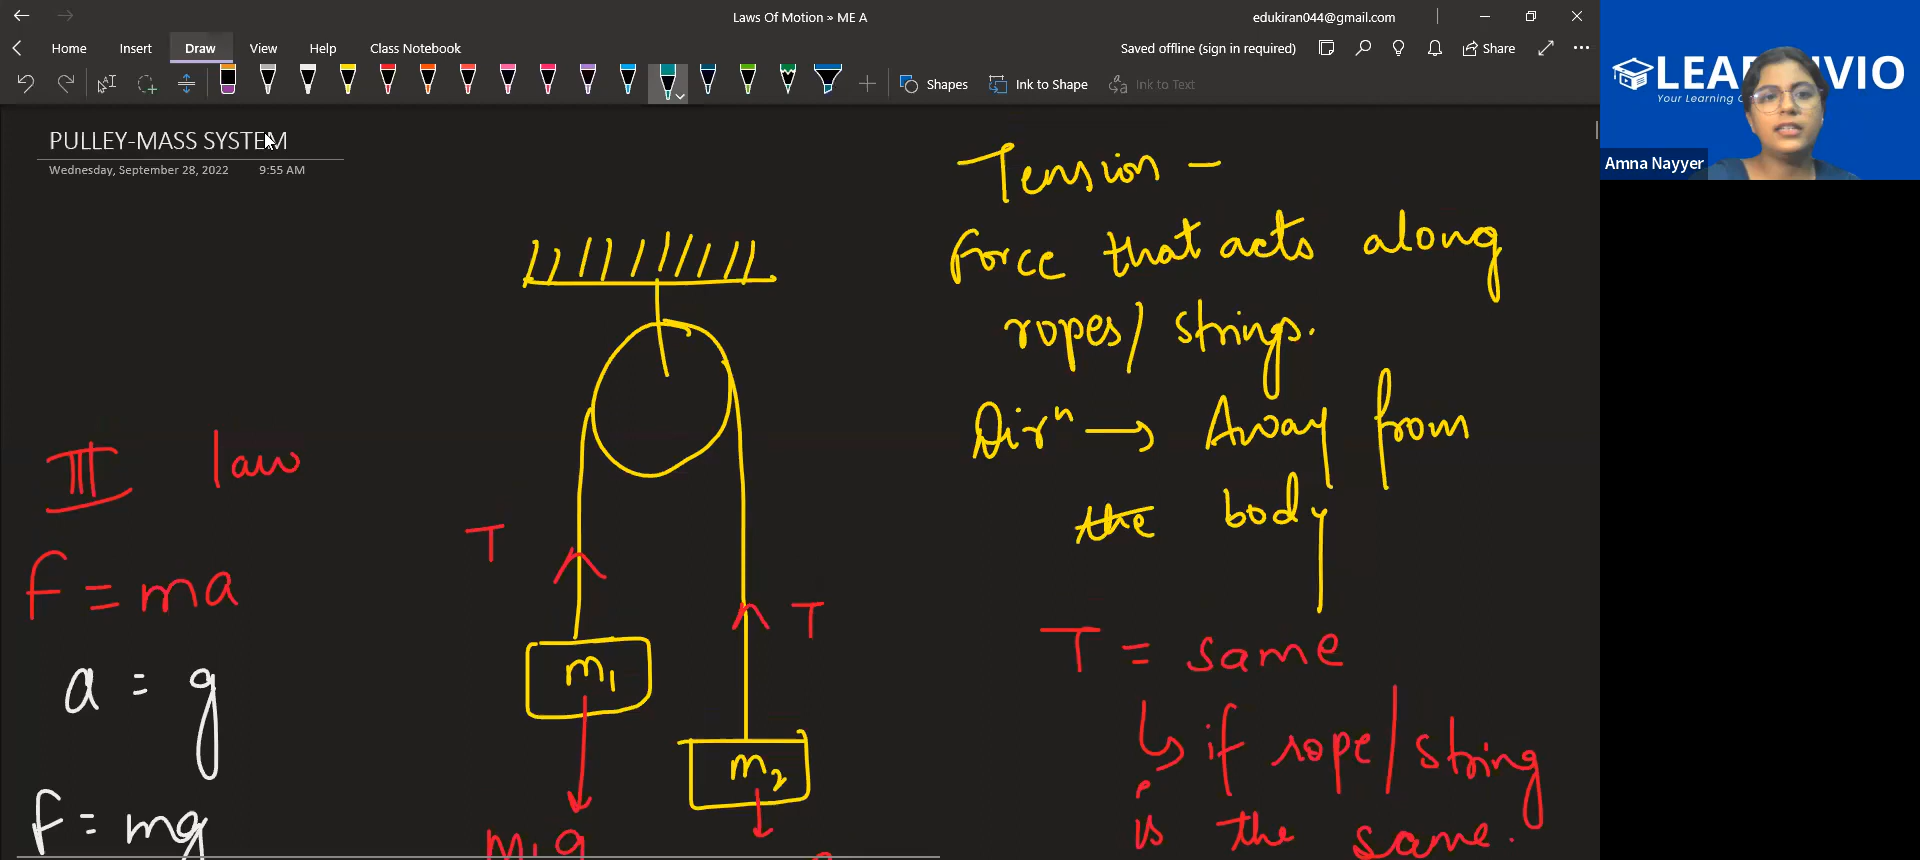 Laws Of Motion » ME A
edukiran044@gmail.com
Home Insert Draw View Help Class Notebook
Saved offline (sign in required)
Share
Shapes
Ink to Shape
Ink to Text
LEA VIO
Your Learning C
Amna Nayyer
PULLEY-MASS SYSTEM
Wednesday, September 28, 2022 9:55 AM
Tension -
Force that acts along
ropes/ strings.
Dirⁿ → Away from
the body
III law
F = ma
a = g
F = mg
T
T
m₁
m₂
m₁g
T = same
↳ if rope/string
is the same.